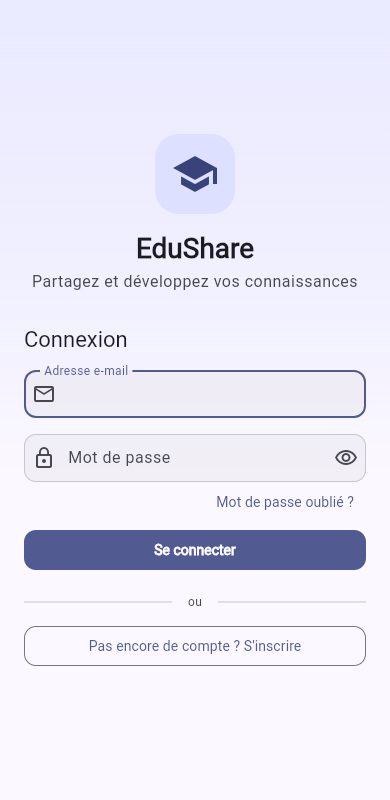 EduShare
Partagez et développez vos connaissances
Connexion
Adresse e-mail
Mot de passe
Mot de passe oublié ?
Se connecter
ou
Pas encore de compte ? S'inscrire